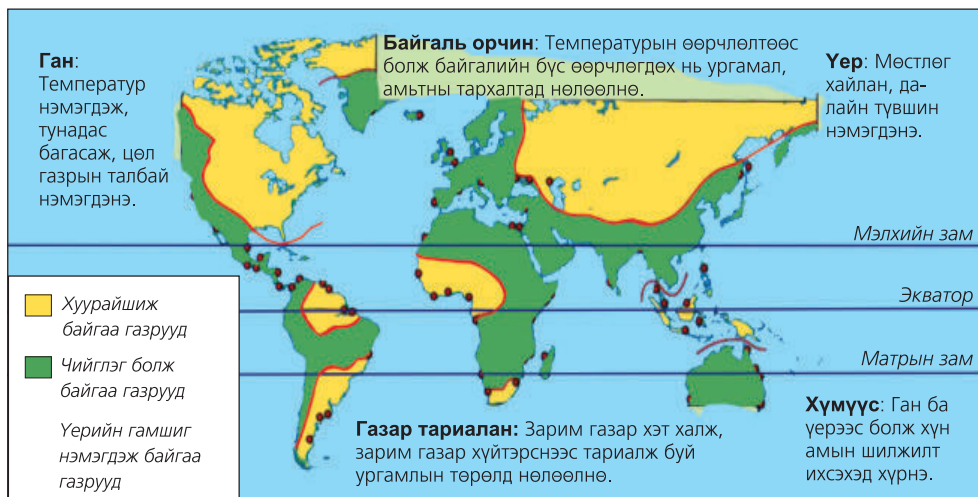 Ган:
Температур
нэмэгдэж,
тунадас
багасаж, цөл
газрын талбай
нэмэгдэнэ.
Байгаль орчин: Температурын өөрчлөлтөөс
болж байгалийн бүс өөрчлөгдөх нь ургамал,
амьтны тархалтад нөлөөлнө.
Үер: Мөстлөг
хайлан, да-
лайн түвшин
нэмэгдэнэ.
Мэлхийн зам
Экватор
Матрын зам
Хуурайшиж
байгаа газрууд
Чийглэг болж
байгаа газрууд
Үерийн гамшиг
нэмэгдэж байгаа
газрууд
Газар тариалан: Зарим газар хэт халж,
зарим газар хүйтэрснээс тариалж буй
ургамлын төрөлд нөлөөлнө.
Хүмүүс: Ган ба
үерээс болж хүн
амын шилжилт
ихсэхэд хүрнэ.